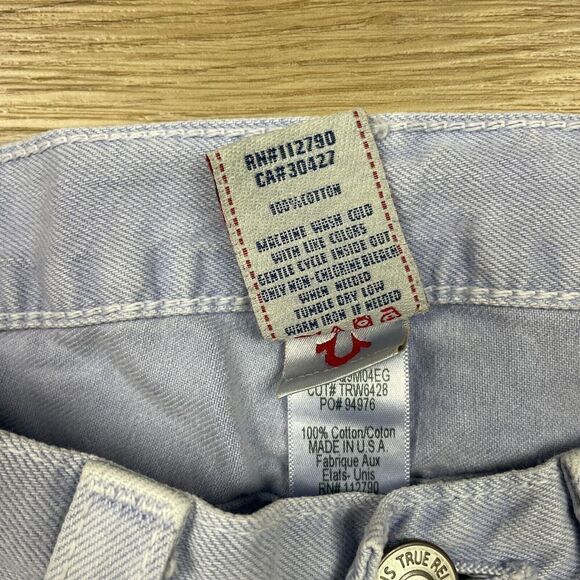 RN#112790
CA#30427
100%COTTON
MACHINE WASH COLD
WITH LIKE COLORS
GENTLE CYCLE INSIDE OUT
ONLY NON-CHLORINE BLEACH
WHEN NEEDED
TUMBLE DRY LOW
WARM IRON IF NEEDED
CUT# TRW6428
PO# 94976
100% Cotton/Coton
MADE IN U.S.A
Fabrique Aux
Etats- Unis
RN# 112790
TRUE